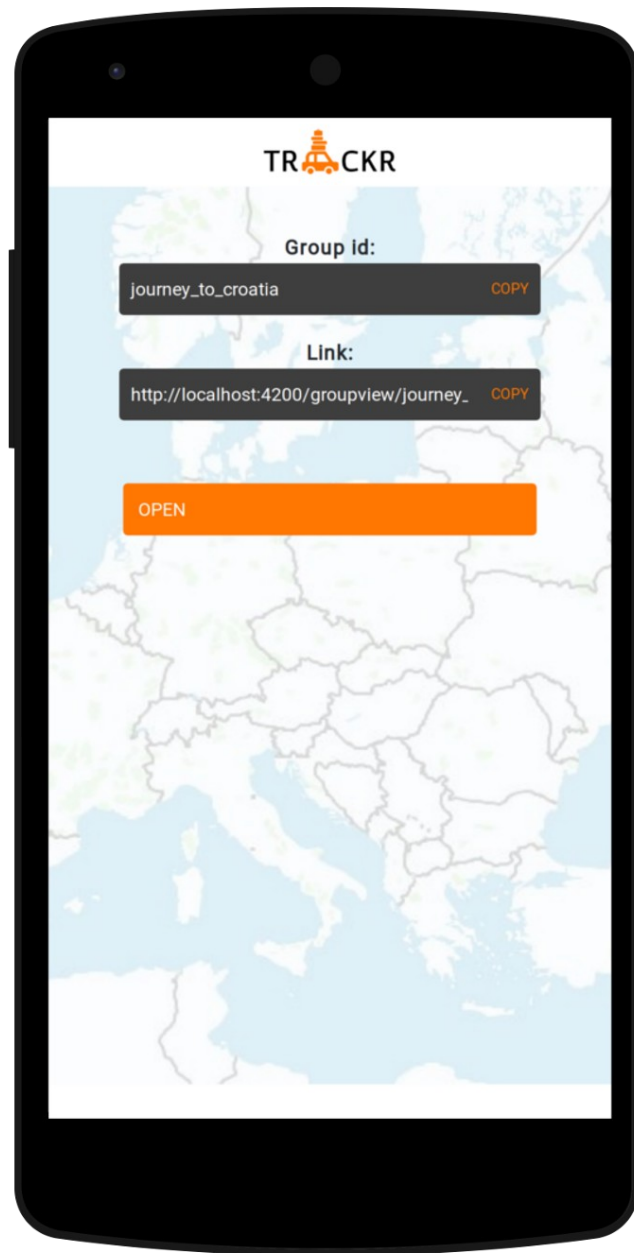 TRACKR
Group id:
journey_to_croatia COPY
Link:
http://localhost:4200/groupview/journey_ COPY
OPEN